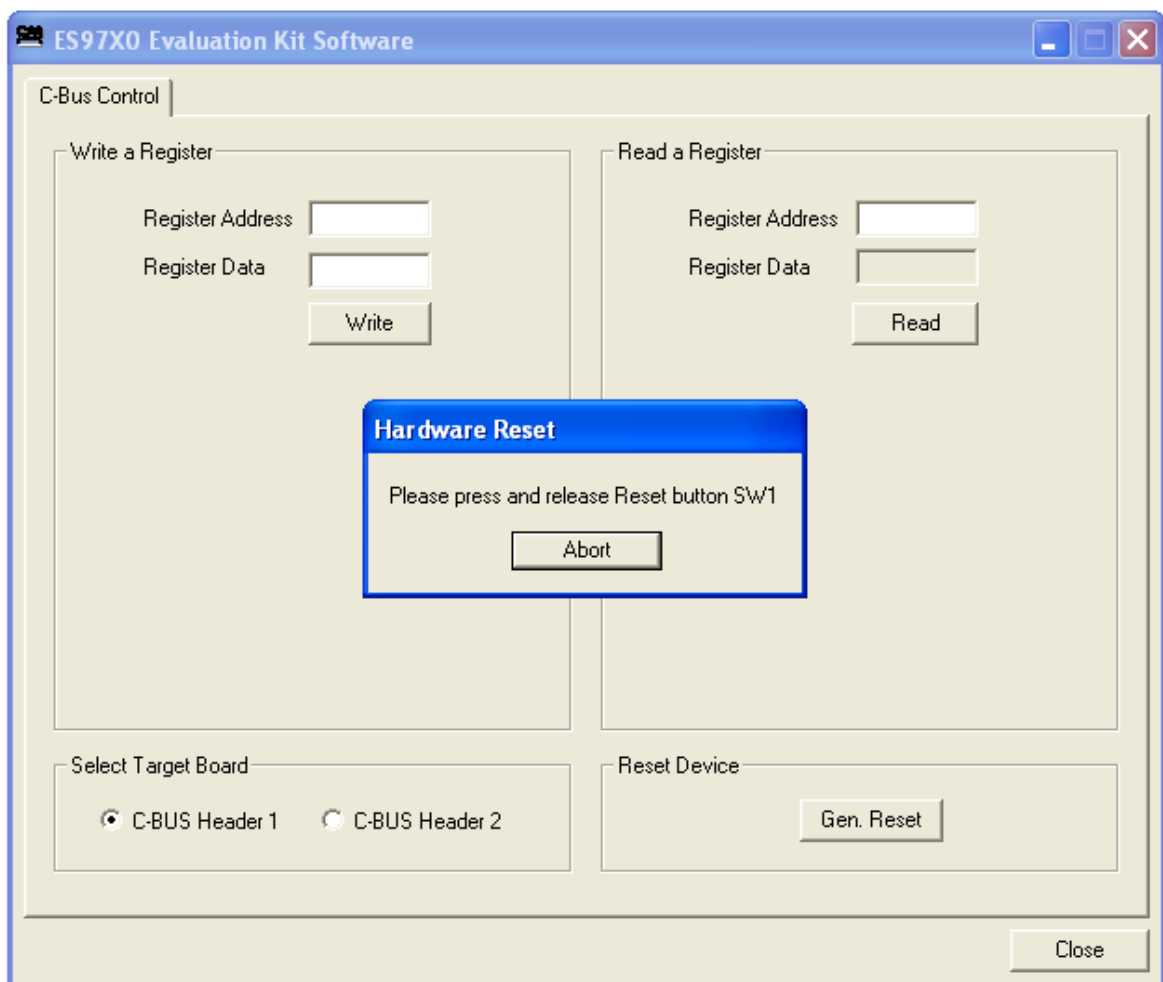 ES97X0 Evaluation Kit Software
C-Bus Control
Write a Register
Register Address
Register Data
Write
Read a Register
Register Address
Register Data
Read
Hardware Reset
Please press and release Reset button SW1
Abort
Select Target Board
C-BUS Header 1 C-BUS Header 2
Reset Device
Gen. Reset
Close